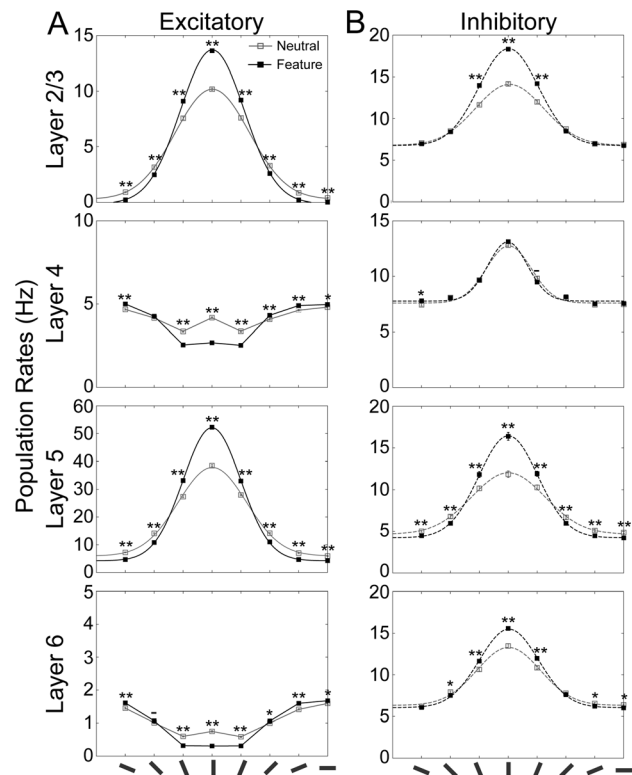 A Excitatory B Inhibitory
Neutral
Feature
Population Rates (Hz)
Layer 2/3
15
10
5
0
** ** ** ** ** ** ** ** **
20
15
10
5
0
** ** **
Layer 4
10
5
0
** ** ** ** ** ** *
15
10
5
0
* -
Layer 5
60
50
40
30
20
10
0
** ** ** ** ** ** ** **
20
15
10
5
0
** ** ** ** ** ** ** **
Layer 6
5
4
3
2
1
0
** - ** ** ** * ** *
20
15
10
5
0
* ** ** ** * *